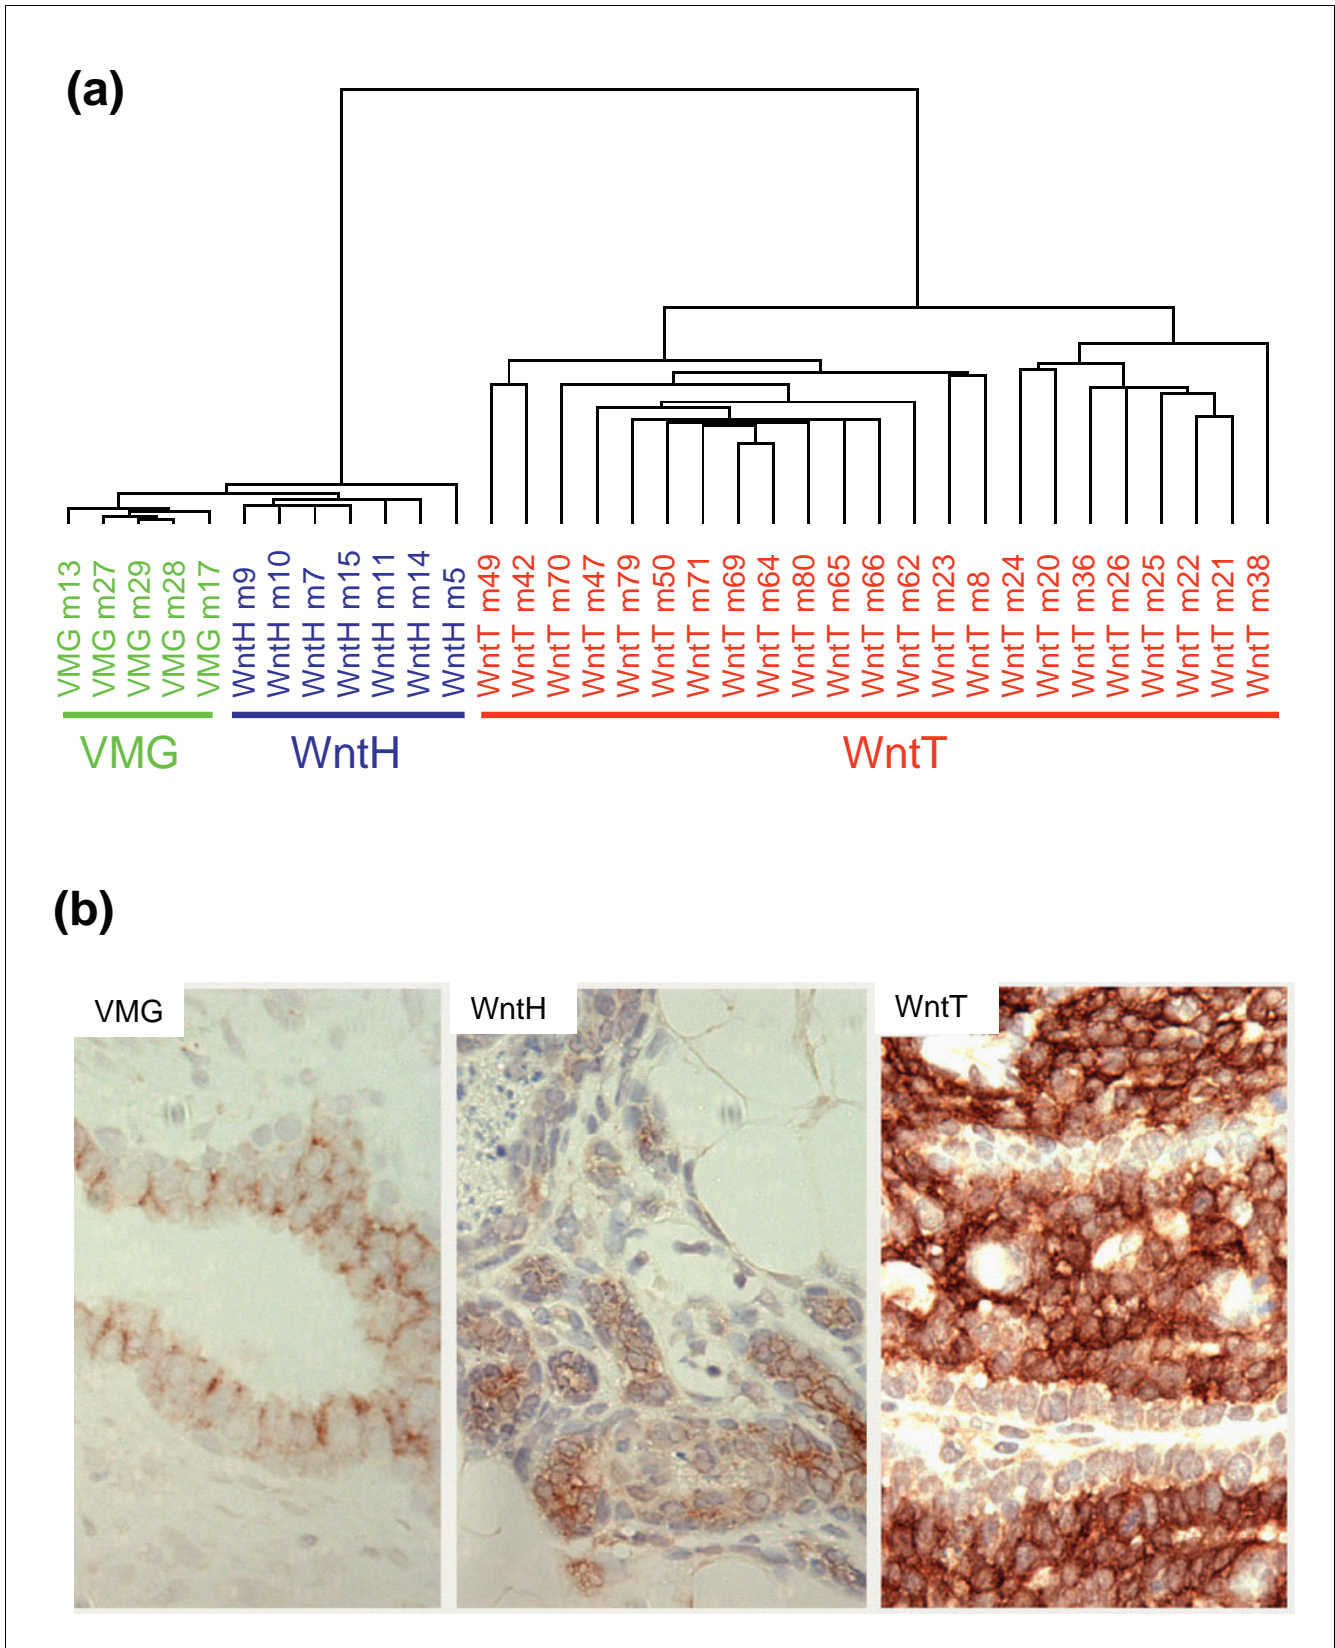 (a)
VMG m13
VMG m27
VMG m29
VMG m28
VMG m17
WntH m9
WntH m10
WntH m7
WntH m15
WntH m11
WntH m14
WntH m5
WntT m49
WntT m42
WntT m70
WntT m47
WntT m79
WntT m50
WntT m71
WntT m69
WntT m64
WntT m80
WntT m65
WntT m66
WntT m62
WntT m23
WntT m8
WntT m24
WntT m20
WntT m36
WntT m26
WntT m25
WntT m22
WntT m21
WntT m38
VMG
WntH
WntT
(b)
VMG
WntH
WntT